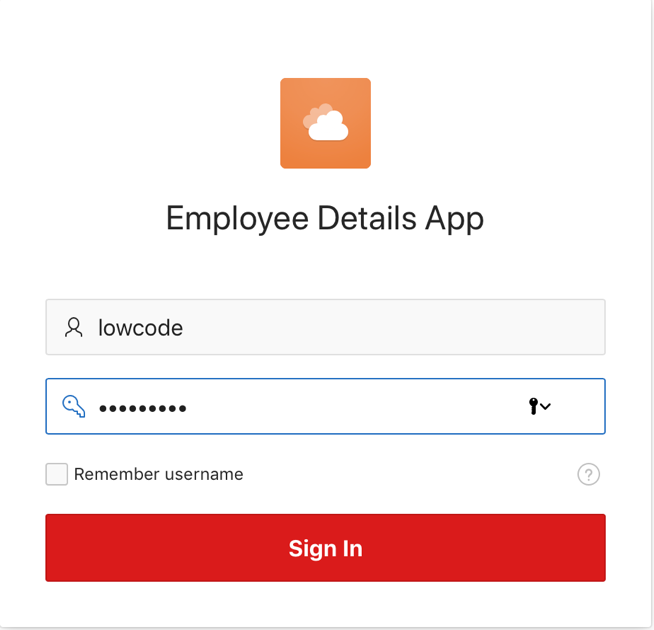 Employee Details App
lowcode
•••••••••
Remember username
?
Sign In